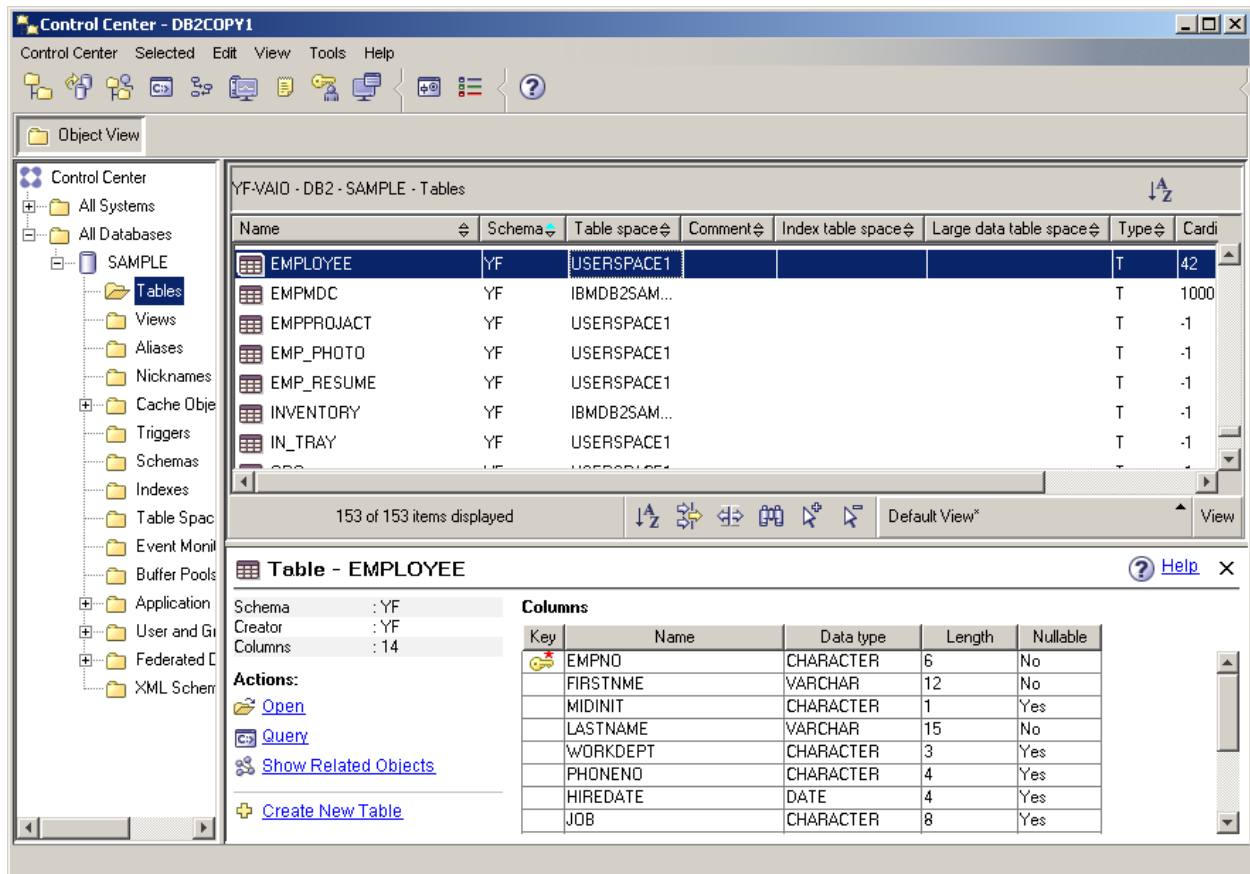 Control Center - DB2COPY1
Control Center Selected Edit View Tools Help
Object View
Control Center
All Systems
All Databases
SAMPLE
Tables
Views
Aliases
Nicknames
Cache Obje
Triggers
Schemas
Indexes
Table Spac
Event Monit
Buffer Pools
Application
User and Gr
Federated D
XML Schem
YF-VAIO - DB2 - SAMPLE - Tables
Name Schema Table space Comment Index table space Large data table space Type Cardi
EMPLOYEE YF USERSPACE1 T 42
EMPMDC YF IBMDB2SAM... T 1000
EMPPROJACT YF USERSPACE1 T -1
EMP_PHOTO YF USERSPACE1 T -1
EMP_RESUME YF USERSPACE1 T -1
INVENTORY YF IBMDB2SAM... T -1
IN_TRAY YF USERSPACE1 T -1
153 of 153 items displayed Default View* View
Table - EMPLOYEE Help
Schema : YF
Creator : YF
Columns : 14
Actions:
Open
Query
Show Related Objects
Create New Table
Columns
Key Name Data type Length Nullable
EMPNO CHARACTER 6 No
FIRSTNME VARCHAR 12 No
MIDINIT CHARACTER 1 Yes
LASTNAME VARCHAR 15 No
WORKDEPT CHARACTER 3 Yes
PHONENO CHARACTER 4 Yes
HIREDATE DATE 4 Yes
JOB CHARACTER 8 Yes